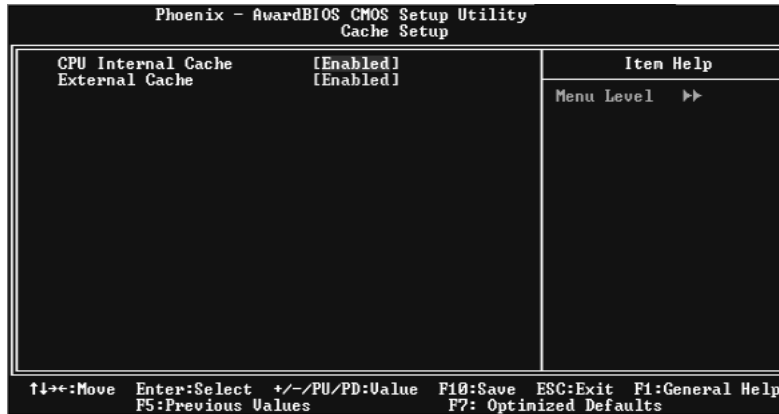 Phoenix - AwardBIOS CMOS Setup Utility
Cache Setup
CPU Internal Cache [Enabled]
External Cache [Enabled]
Item Help
Menu Level ▶▶
↑↓→←:Move Enter:Select +/-/PU/PD:Value F10:Save ESC:Exit F1:General Help
F5:Previous Values F7: Optimized Defaults